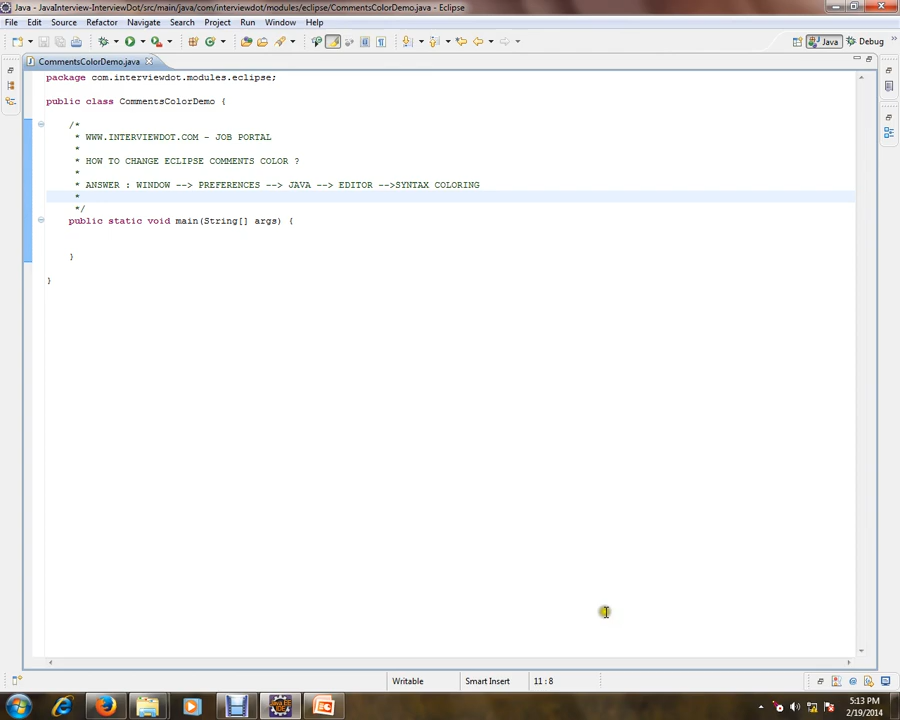 Java - JavaInterview-InterviewDot/src/main/java/com/interviewdot/modules/eclipse/CommentsColorDemo.java - Eclipse
File Edit Source Refactor Navigate Search Project Run Window Help
Java Debug
CommentsColorDemo.java
package com.interviewdot.modules.eclipse;
public class CommentsColorDemo {
/*
* WWW.INTERVIEWDOT.COM - JOB PORTAL
*
* HOW TO CHANGE ECLIPSE COMMENTS COLOR ?
*
* ANSWER : WINDOW --> PREFERENCES --> JAVA --> EDITOR -->SYNTAX COLORING
*
*/
public static void main(String[] args) {
}
}
Writable Smart Insert 11 : 8
5:13 PM
2/19/2014